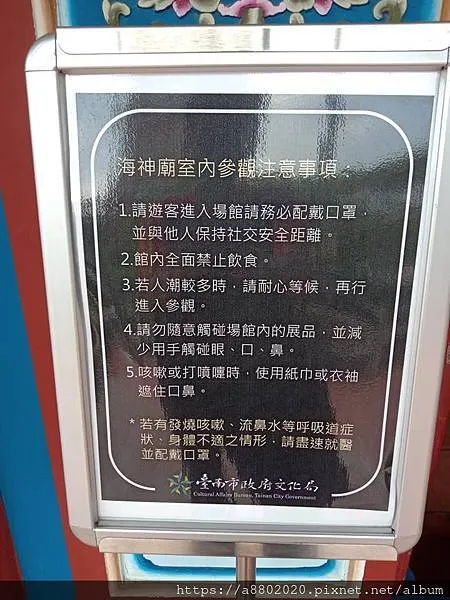 海神廟室內參觀注意事項：
1.請遊客進入場館請務必配戴口罩，
並與他人保持社交安全距離。
2.館內全面禁止飲食。
3.若人潮較多時，請耐心等候，再行
進入參觀。
4.請勿隨意觸碰場館內的展品，並減
少用手觸碰眼、口、鼻。
5.咳嗽或打噴嚏時，使用紙巾或衣袖
遮住口鼻。
*若有發燒咳嗽、流鼻水等呼吸道症
狀、身體不適之情形，請盡速就醫
並配戴口罩。
臺南市政府文化局
Cultural Affairs Bureau, Tainan City Government
https://a8802020.pixnet.net/album